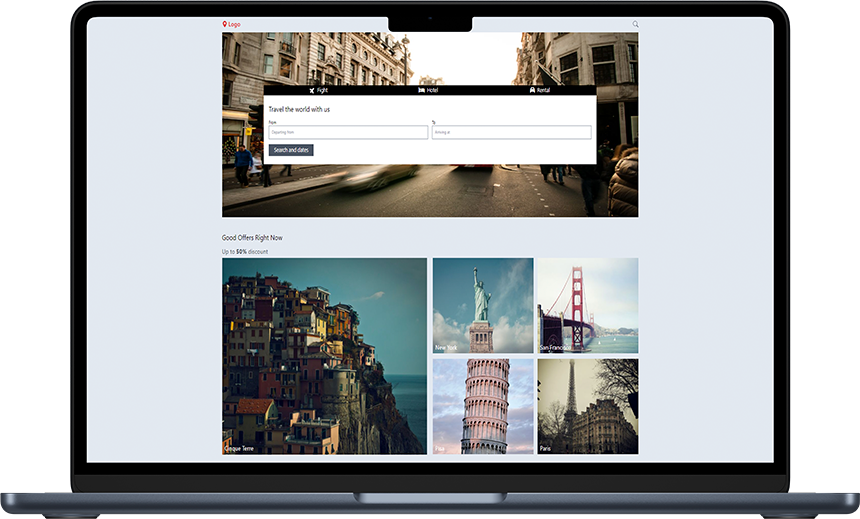 Logo
Flight Hotel Rental
Travel the world with us
From To
Departing from Arriving at
Search and dates
Good Offers Right Now
Up to 50% discount
New York San Francisco
Cinque Terre Pisa Paris